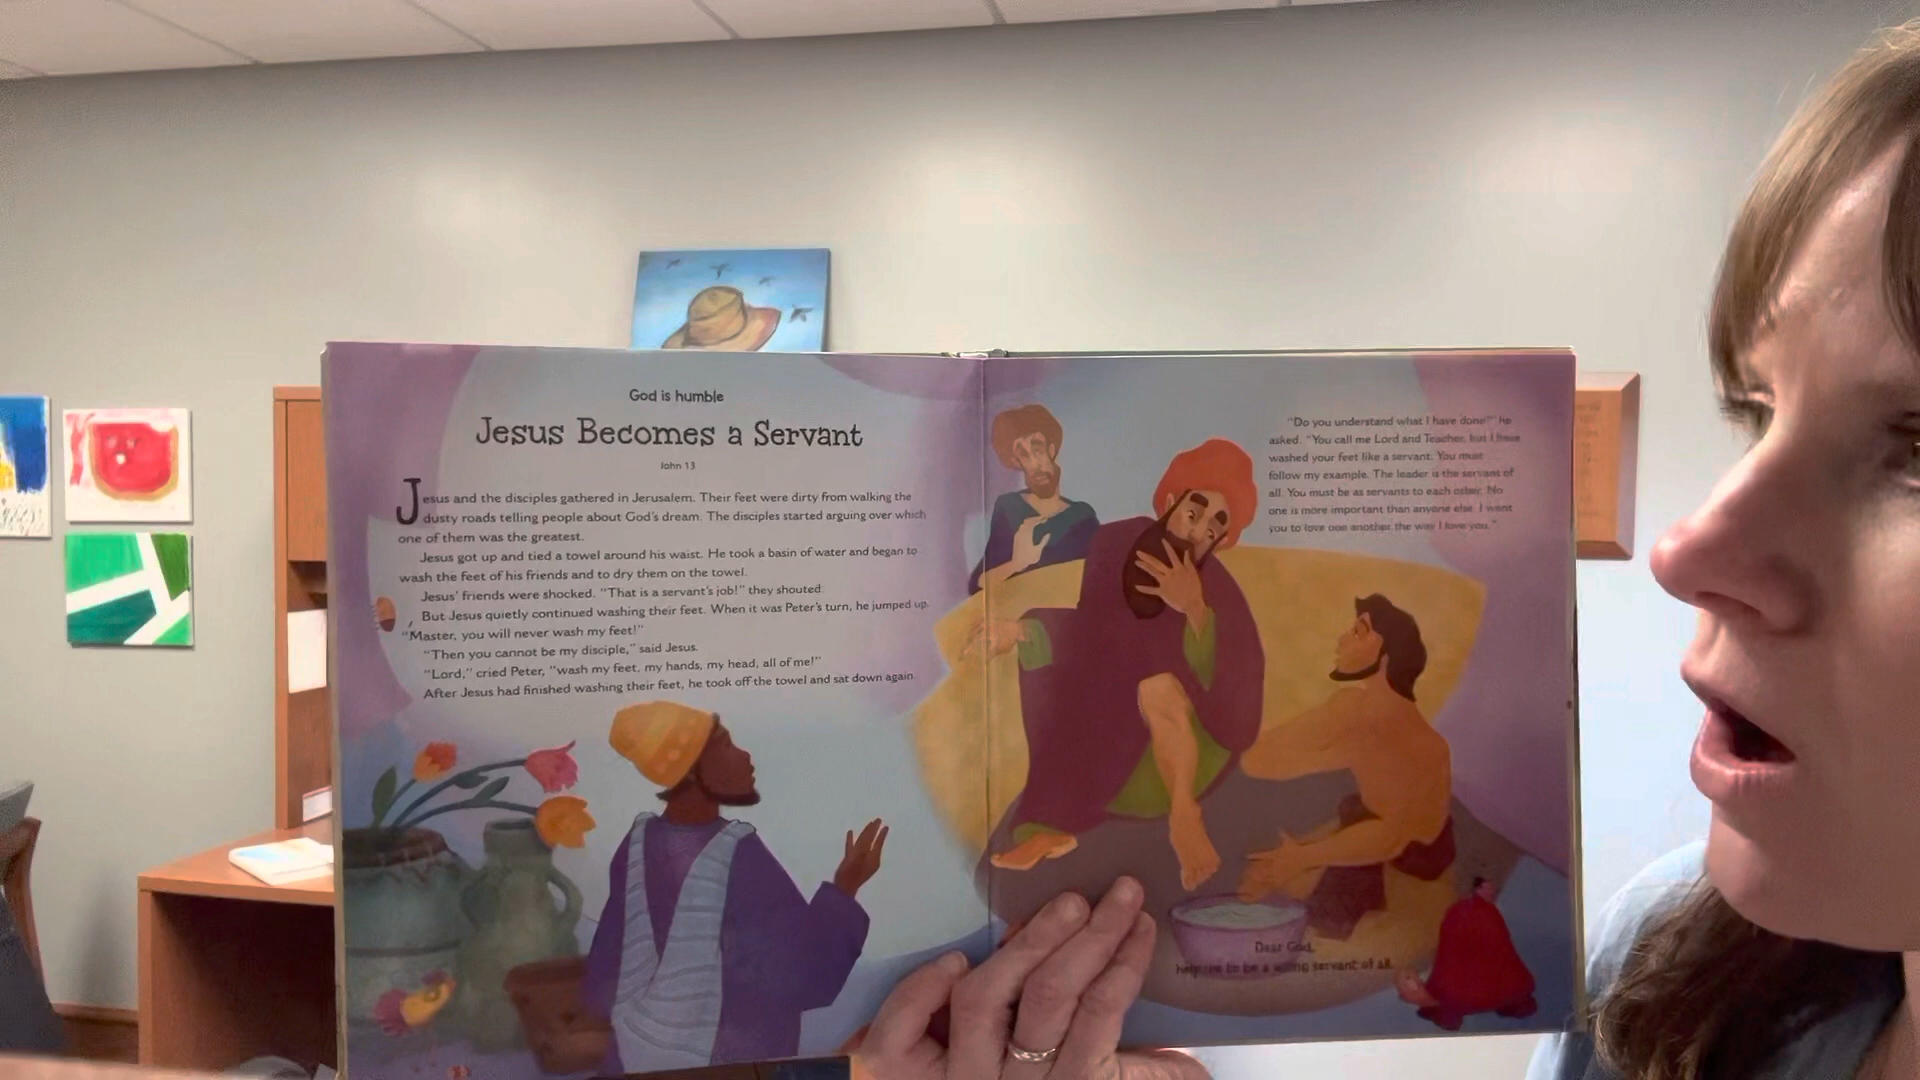 God is humble
Jesus Becomes a Servant
John 13
Jesus and the disciples gathered in Jerusalem. Their feet were dirty from walking the
dusty roads telling people about God's dream. The disciples started arguing over which
one of them was the greatest.
Jesus got up and tied a towel around his waist. He took a basin of water and began to
wash the feet of his friends and to dry them on the towel.
Jesus' friends were shocked. "That is a servant's job!" they shouted.
But Jesus quietly continued washing their feet. When it was Peter's turn, he jumped up.
"Master, you will never wash my feet!"
"Then you cannot be my disciple," said Jesus.
"Lord," cried Peter, "wash my feet, my hands, my head, all of me!"
After Jesus had finished washing their feet, he took off the towel and sat down again.
"Do you understand what I have done?" he
asked. "You call me Lord and Teacher, but I have
washed your feet like a servant. You must
follow my example. The leader is the servant of
all. You must be as servants to each other. No
one is more important than anyone else. I want
you to love one another the way I love you."
Dear God,
help me to be a willing servant of all.